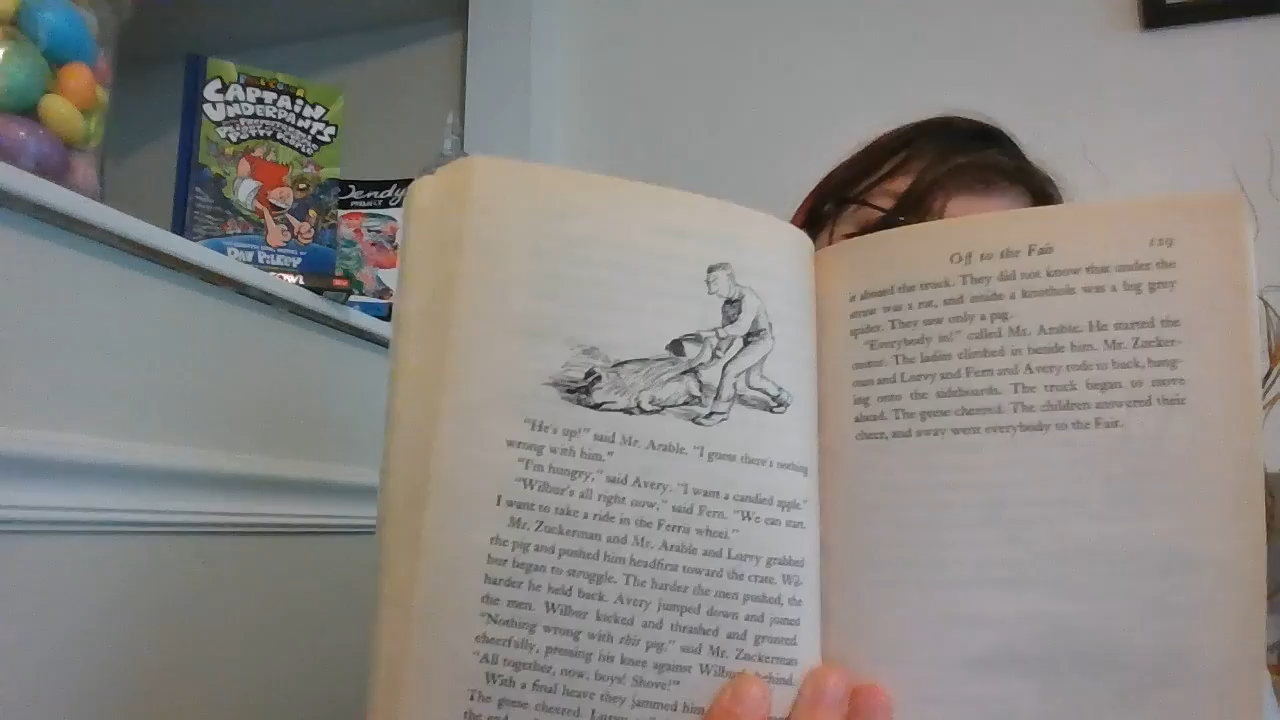 CAPTAIN
UNDERPANTS
DAV PILKEY
Wendy
PROJECT
"He's up!" said Mr. Arable. "I guess there's nothing
wrong with him."
"I'm hungry," said Avery. "I want a candied apple."
"Wilbur's all right now," said Fern. "We can start.
I want to take a ride in the Ferris wheel."
Mr. Zuckerman and Mr. Arable and Lurvy grabbed
the pig and pushed him headfirst toward the crate. Wil-
bur began to struggle. The harder the men pushed, the
harder he held back. Avery jumped down and joined
the men. Wilbur kicked and thrashed and grunted.
"Nothing wrong with this pig," said Mr. Zuckerman
cheerfully, pressing his knee against Wilbur's behind.
"All together, now, boys! Shove!"
With a final heave they jammed him
The geese cheered. Lurvy
Off to the Fair 129
it aboard the truck. They did not know that under the
straw was a rat, and inside a knothole was a big grey
spider. They saw only a pig.
"Everybody in!" called Mr. Arable. He started the
motor. The ladies climbed in beside him. Mr. Zucker-
man and Lurvy and Fern and Avery rode in back, hang-
ing onto the sideboards. The truck began to move
ahead. The geese cheered. The children answered their
cheer, and away went everybody to the Fair.